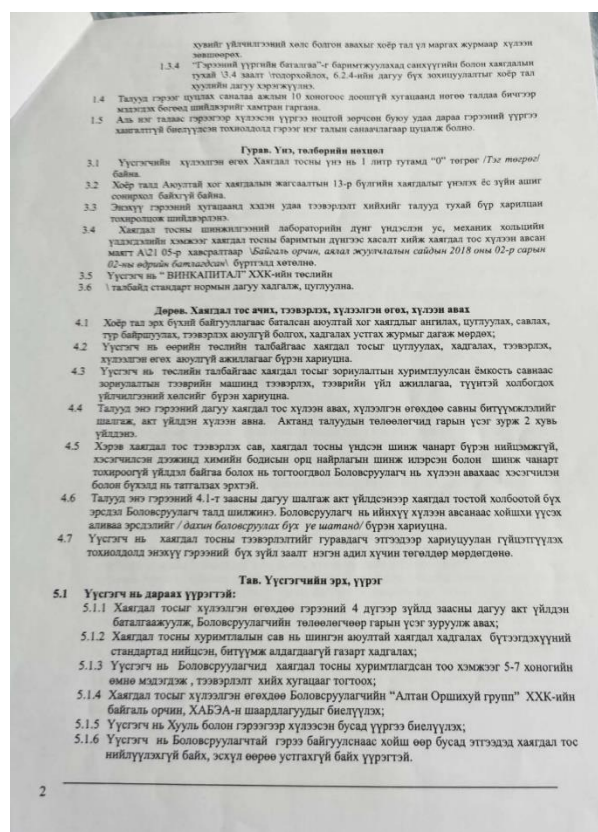 хувийг үйлчилгээний хөлс болгон авахыг хоёр тал үл маргах журмаар хүлээн
зөвшөөрөх.
1.3.4 "Гэрээний үүргийн баталгаа"-г баримтжуулахад санхүүгийн болон хаягдалын
тухай \3.4 заалт \тодорхойлох, 6.2.4-ийн дагуу бүх зохицуулалтыг хоёр тал
хуулийн дагуу хэрэгжүүлнэ.
1.4 Талууд гэрээг цуцлах саналаа ажлын 10 хоногоос доошгүй хугацаанд нөгөө талдаа бичгээр
мэдэгдэх бөгөөд шийдвэрийг хамтран гаргана.
1.5 Аль нэг талаас гэрээгээр хүлээсэн үүргээ ноцтой зөрчсөн буюу удаа дараа гэрээний үүргээ
хангалтгүй биелүүлсэн тохиолдолд гэрээг нэг талын санаачлагаар цуцалж болно.
Гурав. Үнэ, төлбөрийн нөхцөл
3.1 Үүсгэгчийн хүлээлгэн өгөх Хаягдал тосны үнэ нь 1 литр тутамд "0" төгрөг /Тэг төгрөг/
байна.
3.2 Хоёр талд Аюултай хог хаягдалын жагсаалтын 13-р бүлгийн хаягдалыг үнэлэх ёс зүйн ашиг
сонирхол байхгүй байна.
3.3 Энэхүү гэрээний хугацаанд хэдэн удаа тээвэрлэлт хийхийг талууд тухай бүр харилцан
тохиролцож шийдвэрлэнэ.
3.4 Хаягдал тосны шинжилгээний лабораторийн дүнг үндэслэн ус, механик хольцийн
үлдэгдэлийн хэмжээг хаягдал тосны баримтын дүнгээс хасалт хийж хаягдал тос хүлээн авсан
маягт А\21 05-р хавсралтаар \Байгаль орчин, аялал жуулчлалын сайдын 2018 оны 02-р сарын
02-ны өдрийн батлагдсан\ бүртгэлд хөтөлнө.
3.5 Үүсгэгч нь " ВИНКАПИТАЛ" ХХК-ийн төслийн
3.6 \ талбайд стандарт нормын дагуу хадгалж, цуглуулна.
Дөрөв. Хаягдал тос ачих, тээвэрлэх, хүлээлгэн өгөх, хүлээн авах
4.1 Хоёр тал эрх бүхий байгууллагаас баталсан аюултай хог хаягдлыг ангилах, цуглуулах, савлах,
түр байршуулах, тээвэрлэх аюулгүй болгох, хадгалах устгах журмыг дагаж мөрдөх;
4.2 Үүсгэгч нь өөрийн төслийн талбайгаас хаягдал тосыг цуглуулах, хадгалах, тээвэрлэх,
хүлээлгэн өгөх аюулгүй ажиллагааг бүрэн хариуцна.
4.3 Үүсгэгч нь төслийн талбайгаас хаягдал тосыг зориулалтын хуримтлуулсан ёмкость савнаас
зориулалтын тээврийн машинд тээвэрлэх, тээврийн үйл ажиллагаа, түүнтэй холбогдох
үйлчилгээний хөлсийг бүрэн хариуцна.
4.4 Талууд энэ гэрээний дагуу хаягдал тос хүлээн авах, хүлээлгэн өгөхдөө савны битүүмжлэлийг
шалгаж, акт үйлдэн хүлээн авна. Актанд талуудын төлөөлөгчид гарын үсэг зурж 2 хувь
үйлдэнэ.
4.5 Хэрэв хаягдал тос тээвэрлэх сав, хаягдал тосны үндсэн шинж чанарт бүрэн нийцэмжгүй,
хэсэгчилсэн дээжинд химийн бодисын орц найрлагын шинж илэрсэн болон шинж чанарт
тохироогүй үйлдэл байгаа болох нь тогтоогдвол Боловсруулагч нь хүлээн авахаас хэсэгчилэн
болон бүхэлд нь татгалзах эрхтэй.
4.6 Талууд энэ гэрээний 4.1-т заасны дагуу шалгаж акт үйлдсэнээр хаягдал тостой холбоотой бүх
эрсдэл Боловсруулагч талд шилжинэ. Боловсруулагч нь ийнхүү хүлээн авсанаас хойшхи үүсэх
аливаа эрсдэлийг / дахин боловсруулах бүх үе шатанд/ бүрэн хариуцна.
4.7 Үүсгэгч нь хаягдал тосны тээвэрлэлтийг гуравдагч этгээдээр хариуцуулан гүйцэтгүүлэх
тохиолдолд энэхүү гэрээний бүх зүйл заалт нэгэн адил хүчин төгөлдөр мөрдөгдөнө.
Тав. Үүсгэгчийн эрх, үүрэг
5.1 Үүсгэгч нь дараах үүрэгтэй:
5.1.1 Хаягдал тосыг хүлээлгэн өгөхдөө гэрээний 4 дүгээр зүйлд заасны дагуу акт үйлдэн
баталгаажуулж, Боловсруулагчийн төлөөлөгчөөр гарын үсэг зуруулж авах;
5.1.2 Хаягдал тосны хуримтлалын сав нь шингэн аюултай хаягдал хадгалах бүтээгдэхүүний
стандартад нийцсэн, битүүмж алдагдаагүй газарт хадгалах;
5.1.3 Үүсгэгч нь Боловсруулагчид хаягдал тосны хуримтлагдсан тоо хэмжээг 5-7 хоногийн
өмнө мэдэгдэж , тээвэрлэлт хийх хугацааг тогтоох;
5.1.4 Хаягдал тосыг хүлээлгэн өгөхдөө Боловсруулагчийн "Алтан Оршихуй групп" ХХК-ийн
байгаль орчин, ХАБЭА-н шаардлагуудыг биелүүлэх;
5.1.5 Үүсгэгч нь Хууль болон гэрээгээр хүлээсэн бусад үүргээ биелүүлэх;
5.1.6 Үүсгэгч нь Боловсруулагчтай гэрээ байгуулснаас хойш өөр бусад этгээдэд хаягдал тос
нийлүүлэхгүй байх, эсхүл өөрөө устгахгүй байх үүрэгтэй.
2